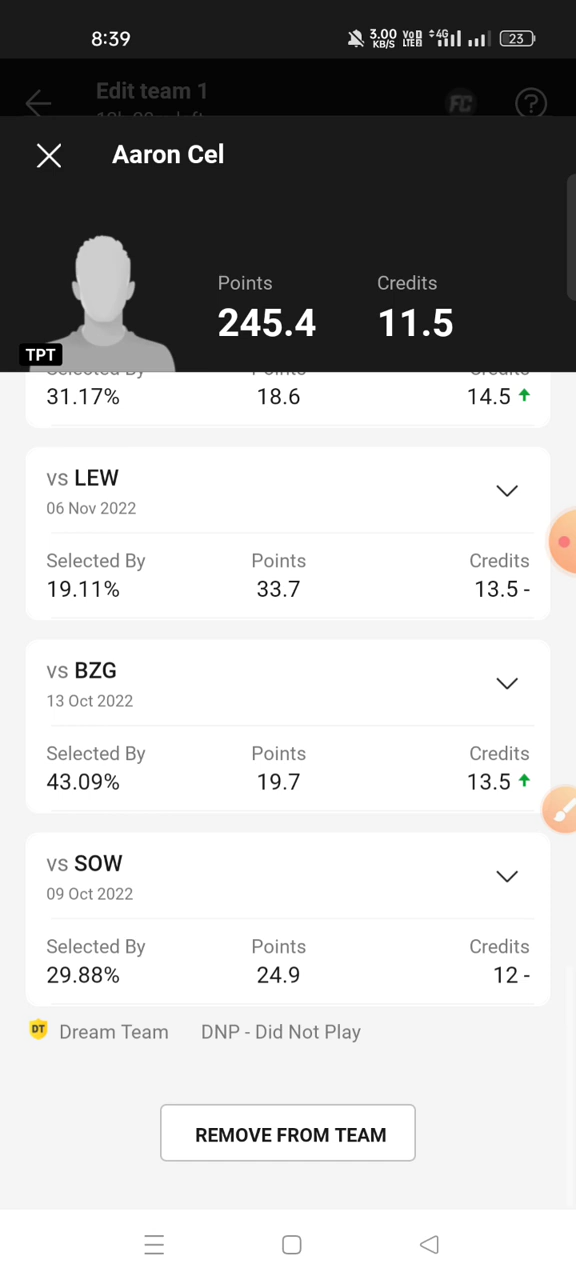 8:39
3.00 KB/S VoD LTE 4G 23
Edit team 1
FC ?
Aaron Cel
Points Credits
245.4 11.5
TPT
Selected By Points Credits
31.17% 18.6 14.5
vs LEW
06 Nov 2022
Selected By Points Credits
19.11% 33.7 13.5 -
vs BZG
13 Oct 2022
Selected By Points Credits
43.09% 19.7 13.5
vs SOW
09 Oct 2022
Selected By Points Credits
29.88% 24.9 12 -
DT Dream Team DNP - Did Not Play
REMOVE FROM TEAM